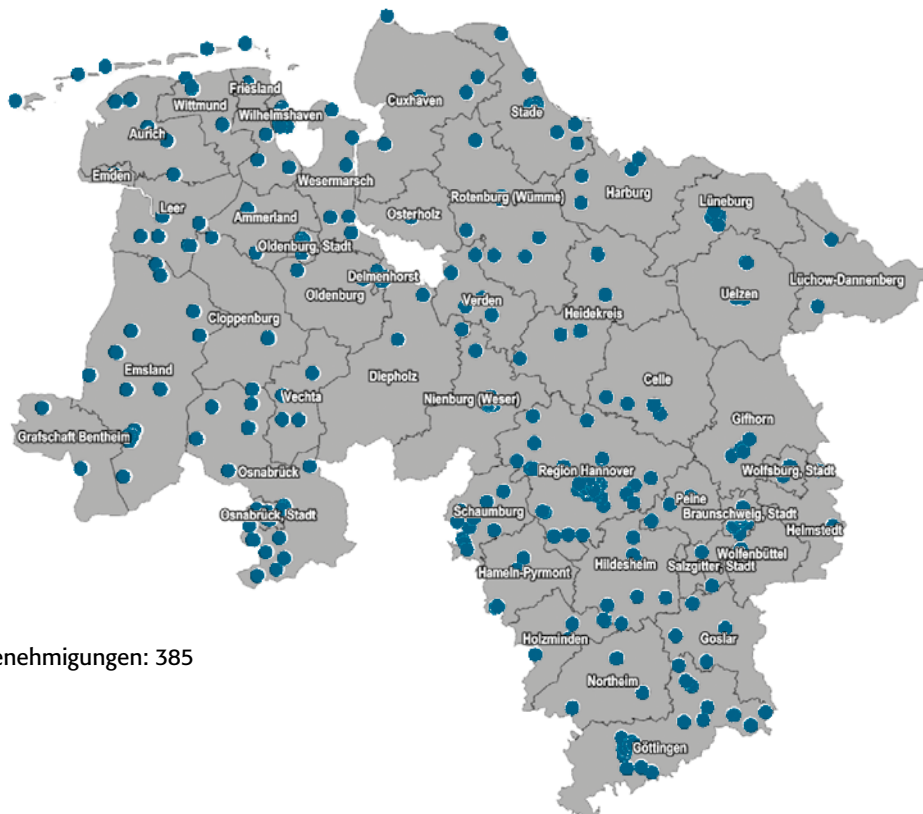 Friesland
Wittmund
Wilhelmshaven
Cuxhaven
Stade
Aurich
Emden
Wesermarsch
Harburg
Rotenburg (Wümme)
Lüneburg
Leer
Ammerland
Osterholz
Oldenburg, Stadt
Delmenhorst
Oldenburg
Lüchow-Dannenberg
Uelzen
Verden
Heidekreis
Cloppenburg
Emsland
Diepholz
Celle
Vechta
Nienburg (Weser)
Gifhorn
Grafschaft Bentheim
Osnabrück
Region Hannover
Wolfsburg, Stadt
Peine
Schaumburg
Braunschweig, Stadt
Osnabrück, Stadt
Helmstedt
Wolfenbüttel
Hildesheim
Salzgitter, Stadt
Hameln-Pyrmont
Holzminden
Goslar
enehmigungen: 385
Northeim
Göttingen